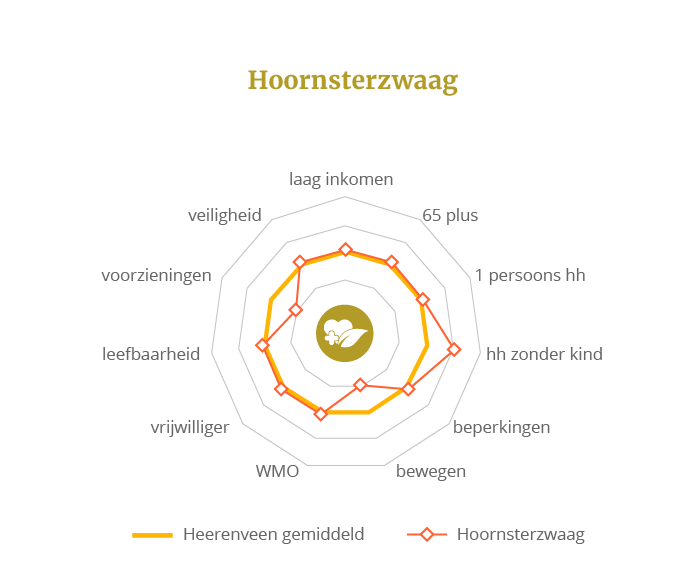 Hoornsterzwaag
laag inkomen
veiligheid
65 plus
voorzieningen
1 persoons hh
leefbaarheid
hh zonder kind
vrijwilliger
beperkingen
WMO
bewegen
Heerenveen gemiddeld
Hoornsterzwaag